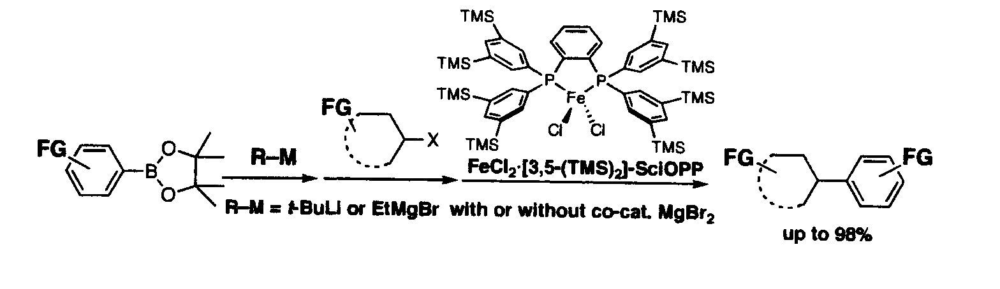 TMS
TMS
TMS
TMS
P
P
TMS
TMS
Fe
FG
Cl
Cl
X
TMS
TMS
FG
B
O
O
R–M
FeCl2·[3,5-(TMS)2]-SciOPP
R–M = t-BuLi or EtMgBr with or without co-cat. MgBr2
FG
FG
up to 98%